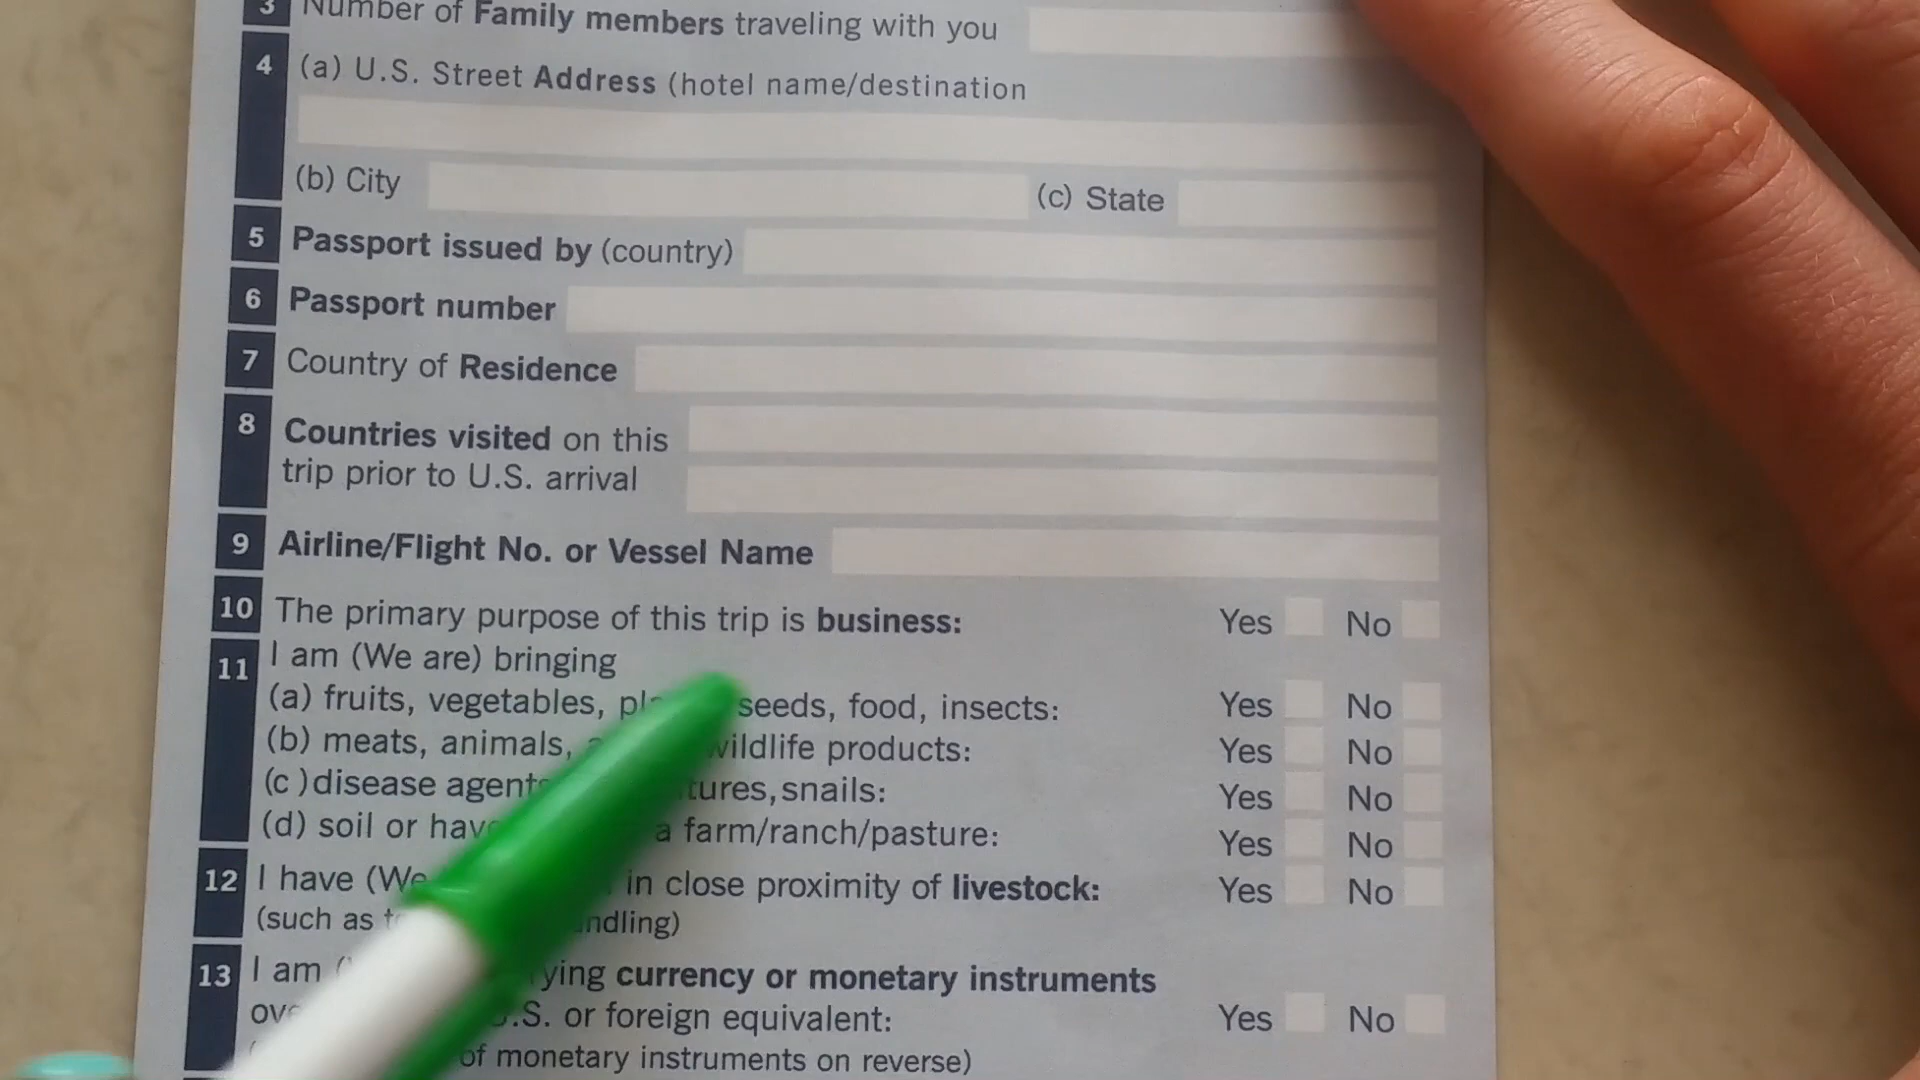 3 Number of Family members traveling with you
4 (a) U.S. Street Address (hotel name/destination
(b) City (c) State
5 Passport issued by (country)
6 Passport number
7 Country of Residence
8 Countries visited on this
trip prior to U.S. arrival
9 Airline/Flight No. or Vessel Name
10 The primary purpose of this trip is business: Yes No
11 I am (We are) bringing
(a) fruits, vegetables, seeds, food, insects: Yes No
(b) meats, animals, wildlife products: Yes No
(c )disease agents snails: Yes No
(d) soil or have a farm/ranch/pasture: Yes No
12 I have (We in close proximity of livestock: Yes No
(such as
13 I am currency or monetary instruments
U.S. or foreign equivalent: Yes No
of monetary instruments on reverse)